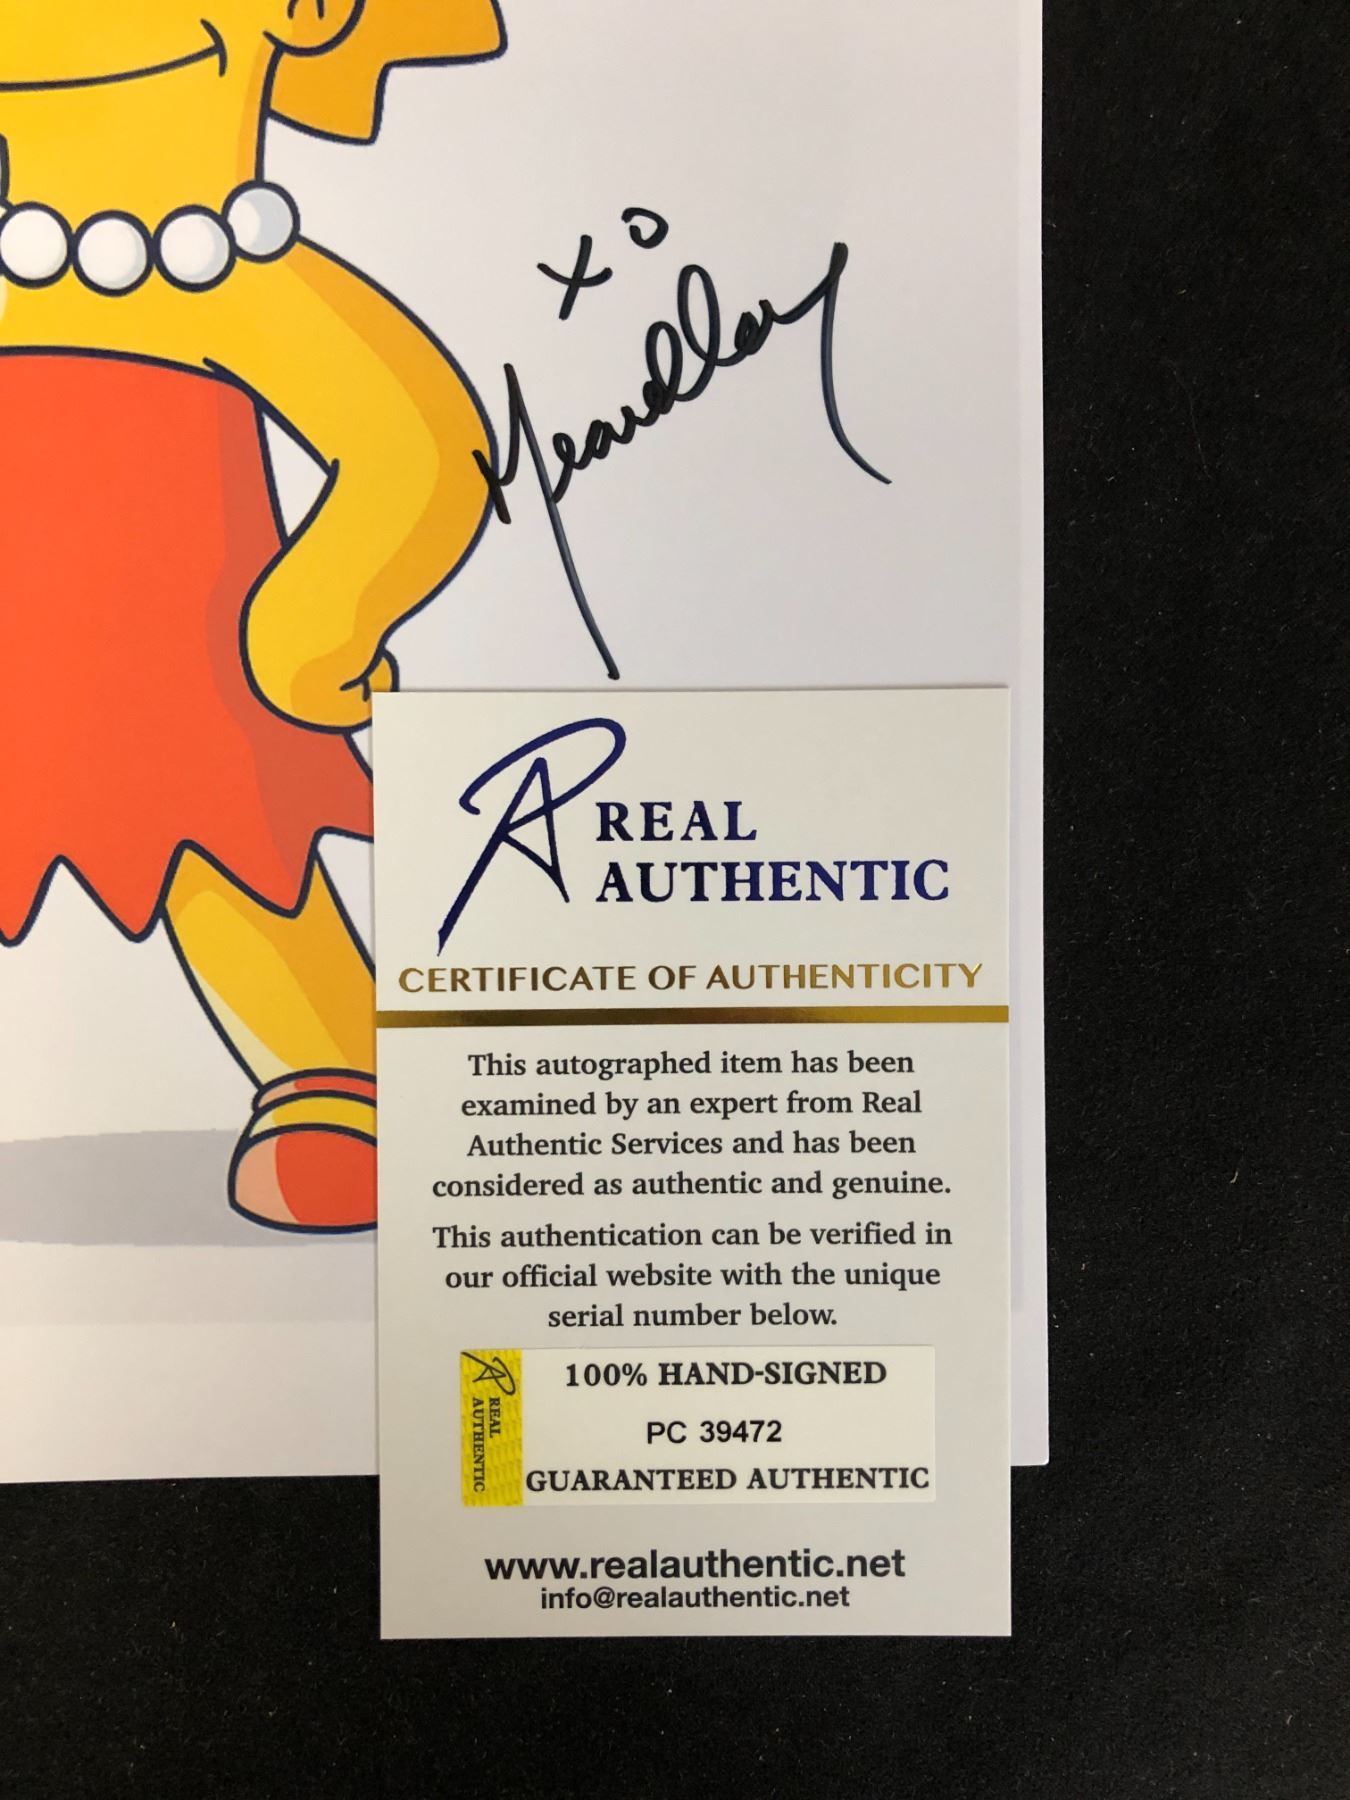 xo
REAL
AUTHENTIC
CERTIFICATE OF AUTHENTICITY
This autographed item has been
examined by an expert from Real
Authentic Services and has been
considered as authentic and genuine.
This authentication can be verified in
our official website with the unique
serial number below.
REAL
AUTHENTIC
100% HAND-SIGNED
PC 39472
GUARANTEED AUTHENTIC
www.realauthentic.net
info@realauthentic.net